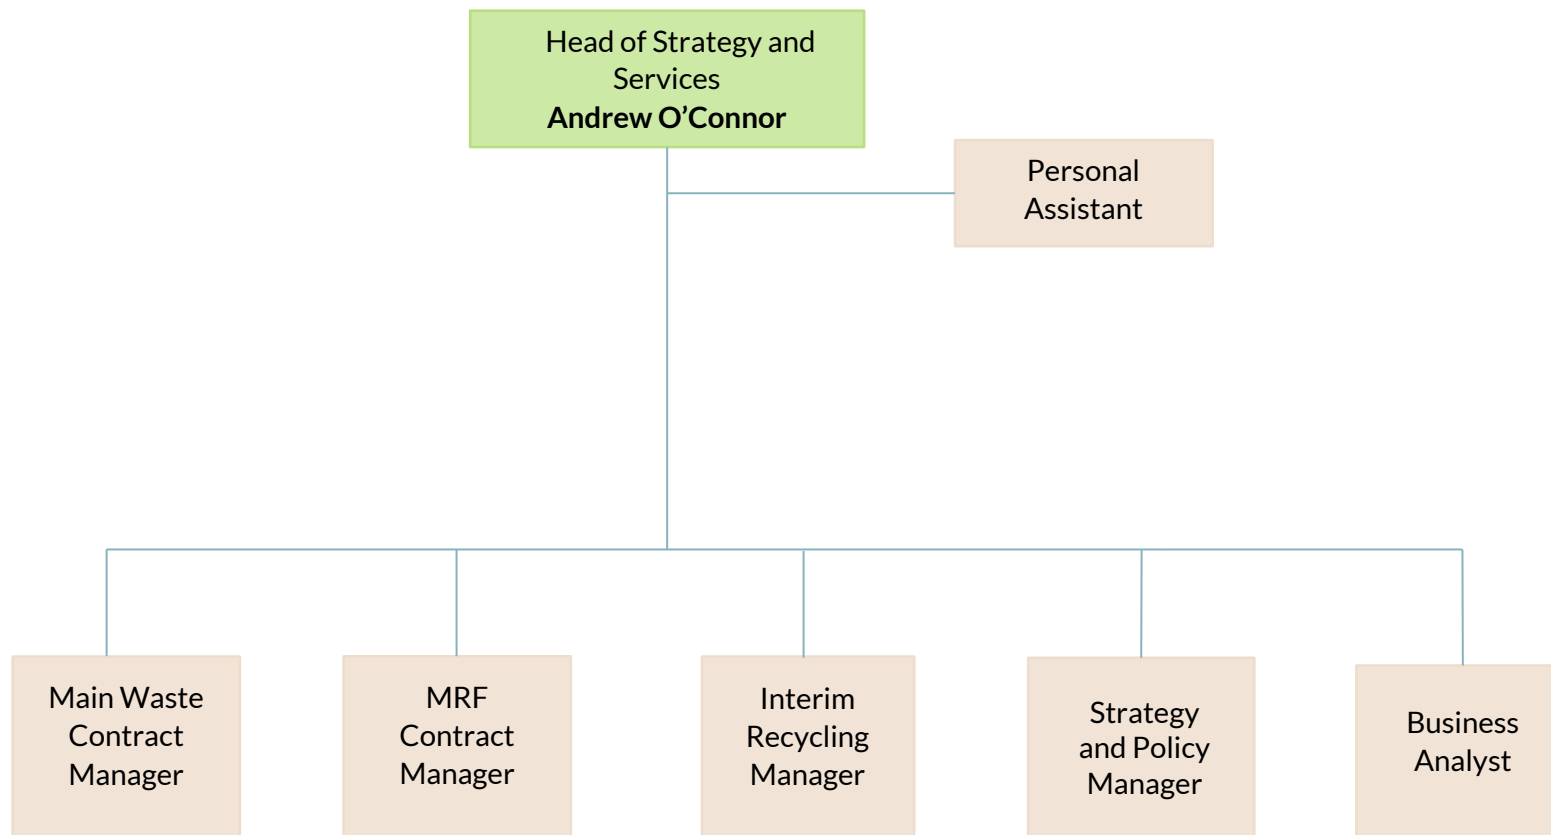 Head of Strategy and
Services
Andrew O’Connor
Personal
Assistant
Main Waste
Contract
Manager
MRF
Contract
Manager
Interim
Recycling
Manager
Strategy
and Policy
Manager
Business
Analyst